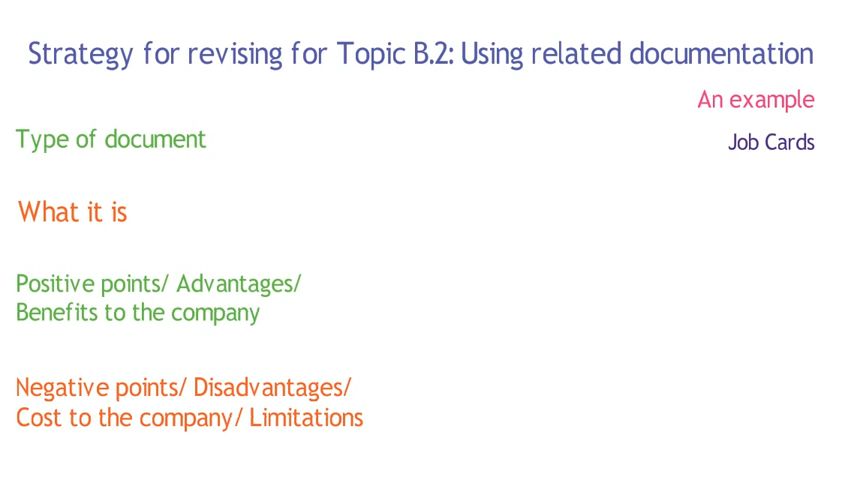 Strategy for revising for Topic B.2: Using related documentation
An example
Type of document
Job Cards
What it is
Positive points/ Advantages/
Benefits to the company
Negative points/ Disadvantages/
Cost to the company/ Limitations